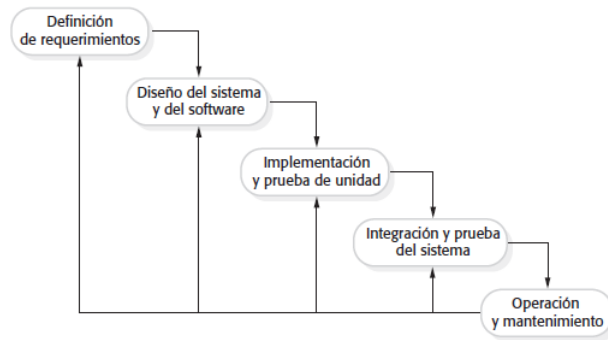 Definición
de requerimientos
Diseño del sistema
y del software
Implementación
y prueba de unidad
Integración y prueba
del sistema
Operación
y mantenimiento